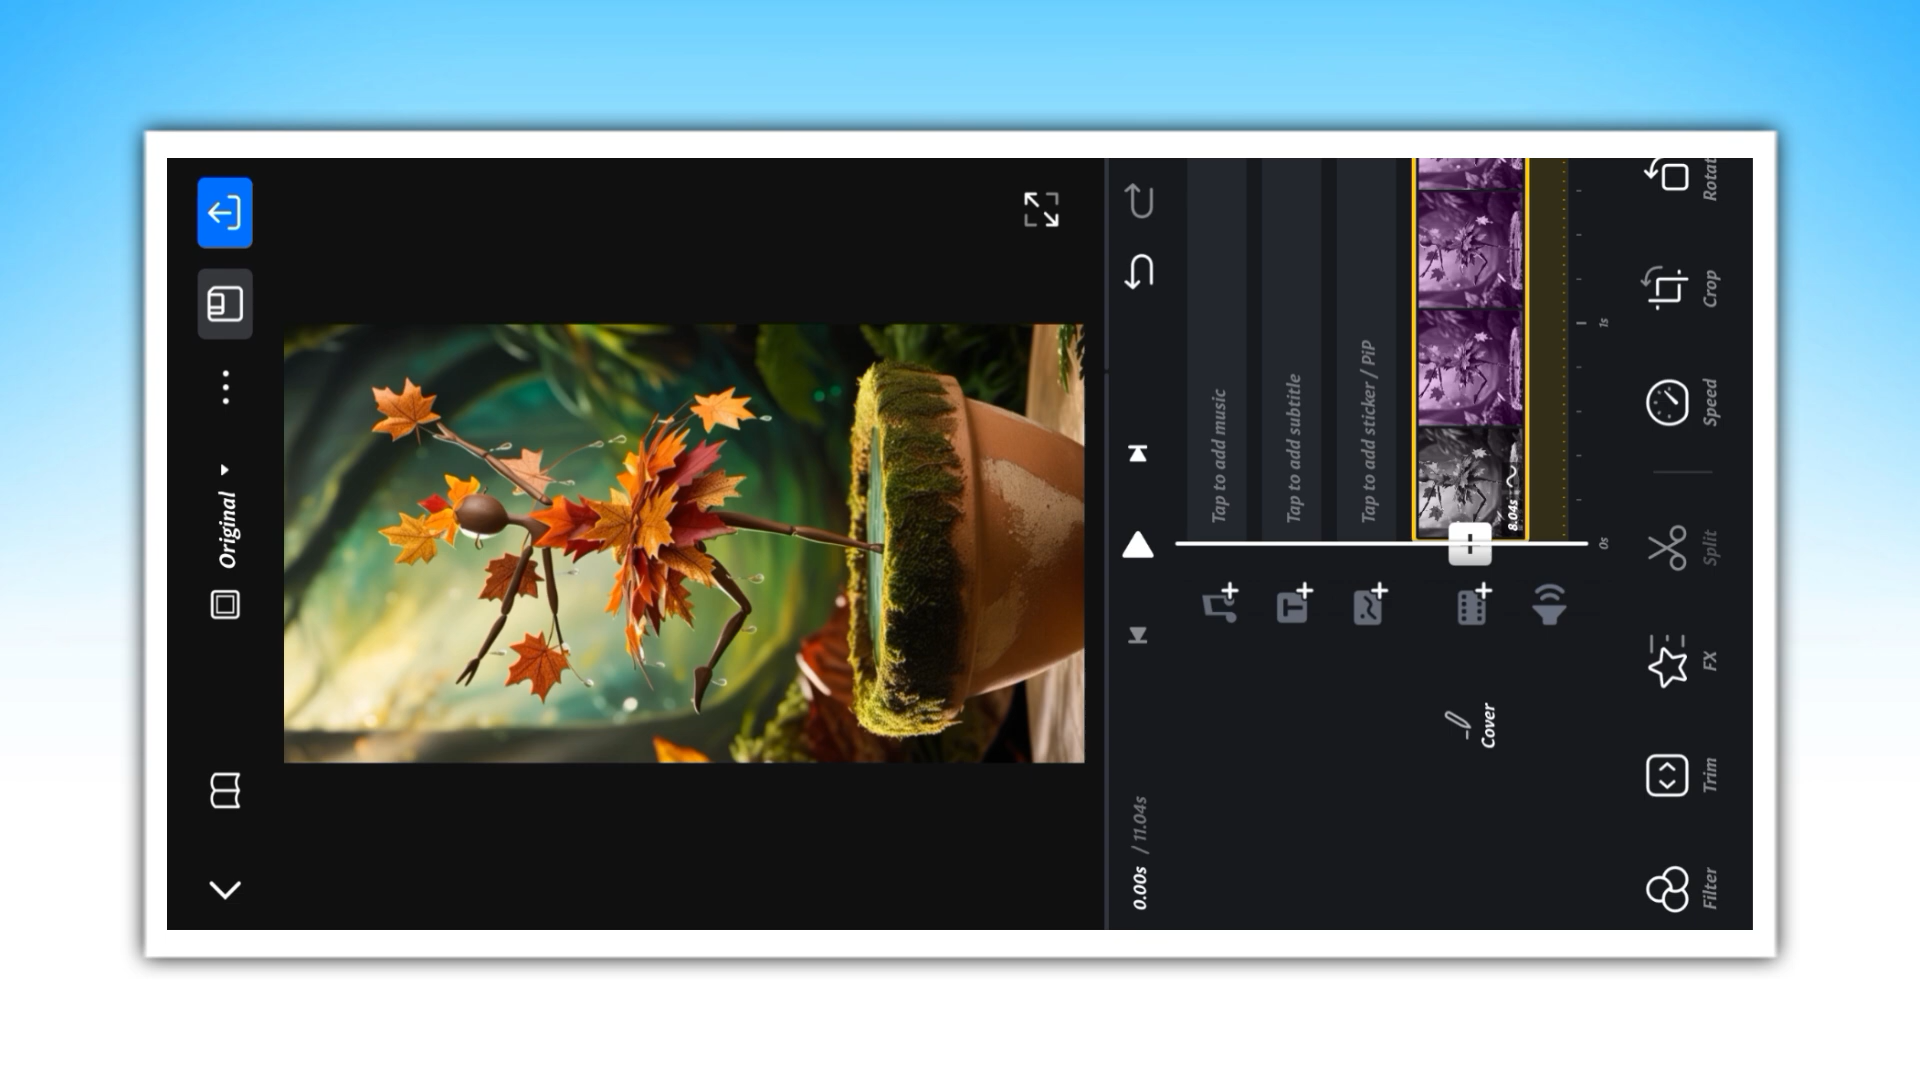 Original
0.00s / 11.04s
Tap to add music
Tap to add subtitle
Tap to add sticker / PiP
Cover
8.04s
0s
1s
Filter
Trim
FX
Split
Speed
Crop
Rotat